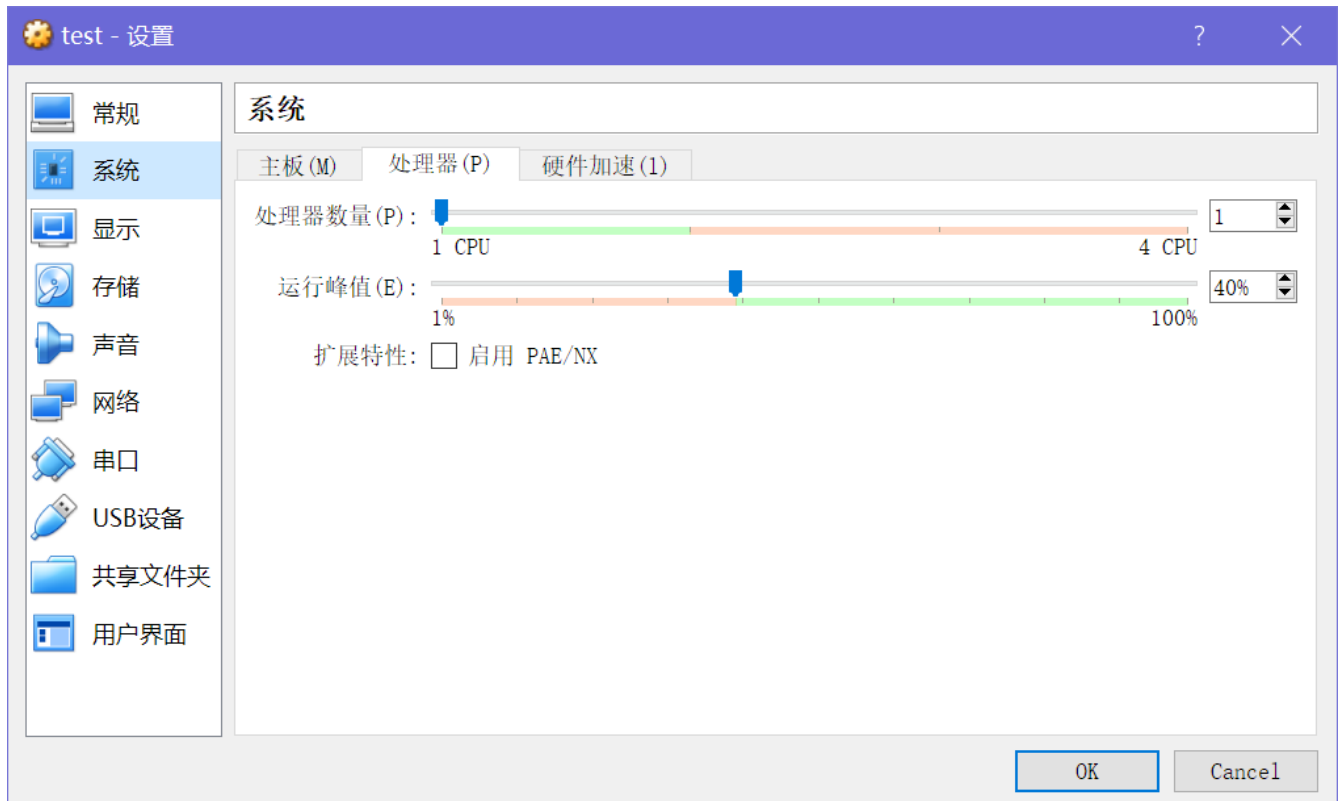 test - 设置
?
常规
系统
显示
存储
声音
网络
串口
USB设备
共享文件夹
用户界面
系统
主板(M) 处理器(P) 硬件加速(l)
处理器数量(P): 1
1 CPU 4 CPU
运行峰值(E): 40%
1% 100%
扩展特性: 启用 PAE/NX
OK Cancel